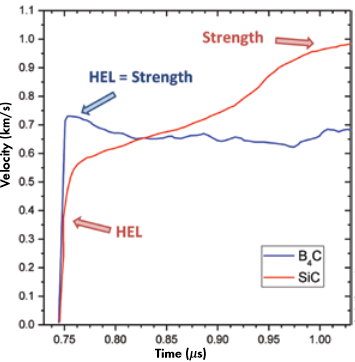 1.1
1.0
0.9
0.8
0.7
0.6
0.5
0.4
0.3
0.2
0.1
0.0
Velocity (km/s)
Strength
HEL = Strength
HEL
B₄C
SiC
0.75 0.80 0.85 0.90 0.95 1.00
Time (μs)